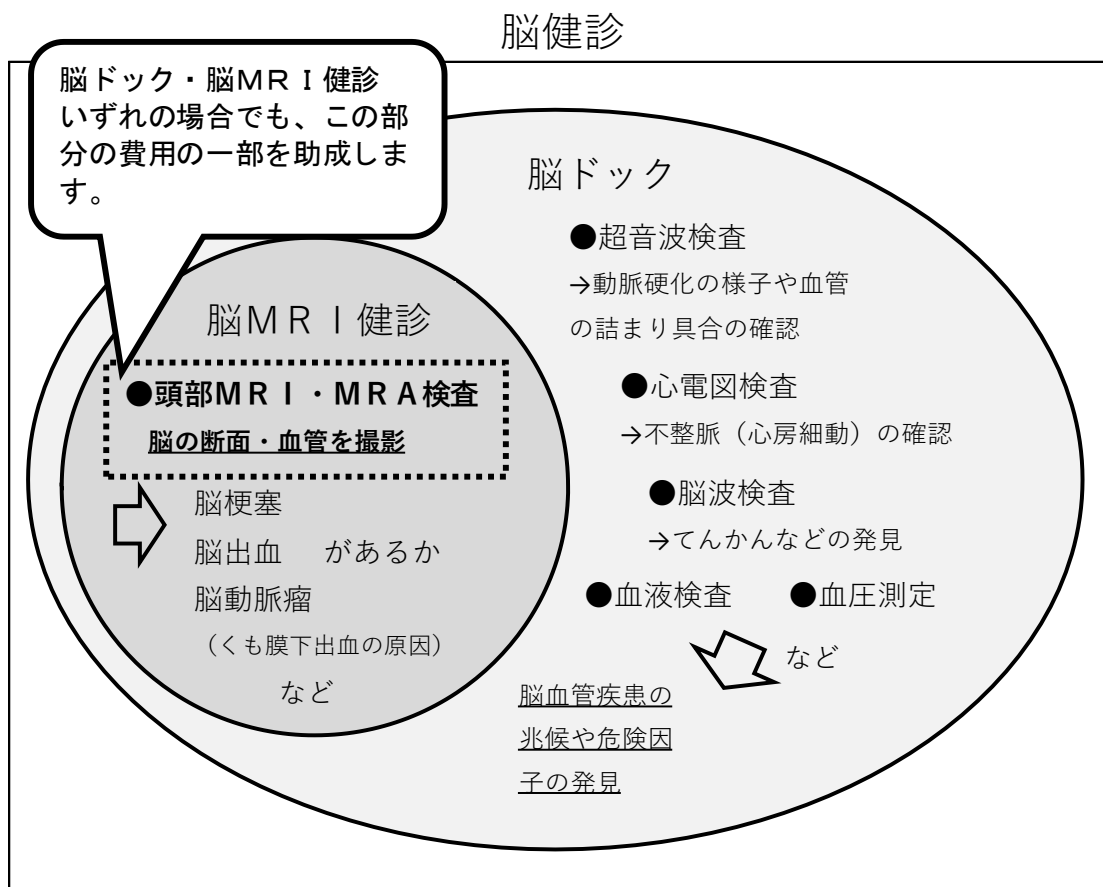 脳健診
脳ドック・脳MRI健診
いずれの場合でも、この部
分の費用の一部を助成しま
す。
脳ドック
●超音波検査
→動脈硬化の様子や血管
の詰まり具合の確認
●心電図検査
→不整脈（心房細動）の確認
●脳波検査
→てんかんなどの発見
●血液検査　●血圧測定
など
脳血管疾患の
兆候や危険因
子の発見
脳MRI健診
●頭部MRI・MRA検査
脳の断面・血管を撮影
脳梗塞
脳出血　があるか
脳動脈瘤
（くも膜下出血の原因）
など